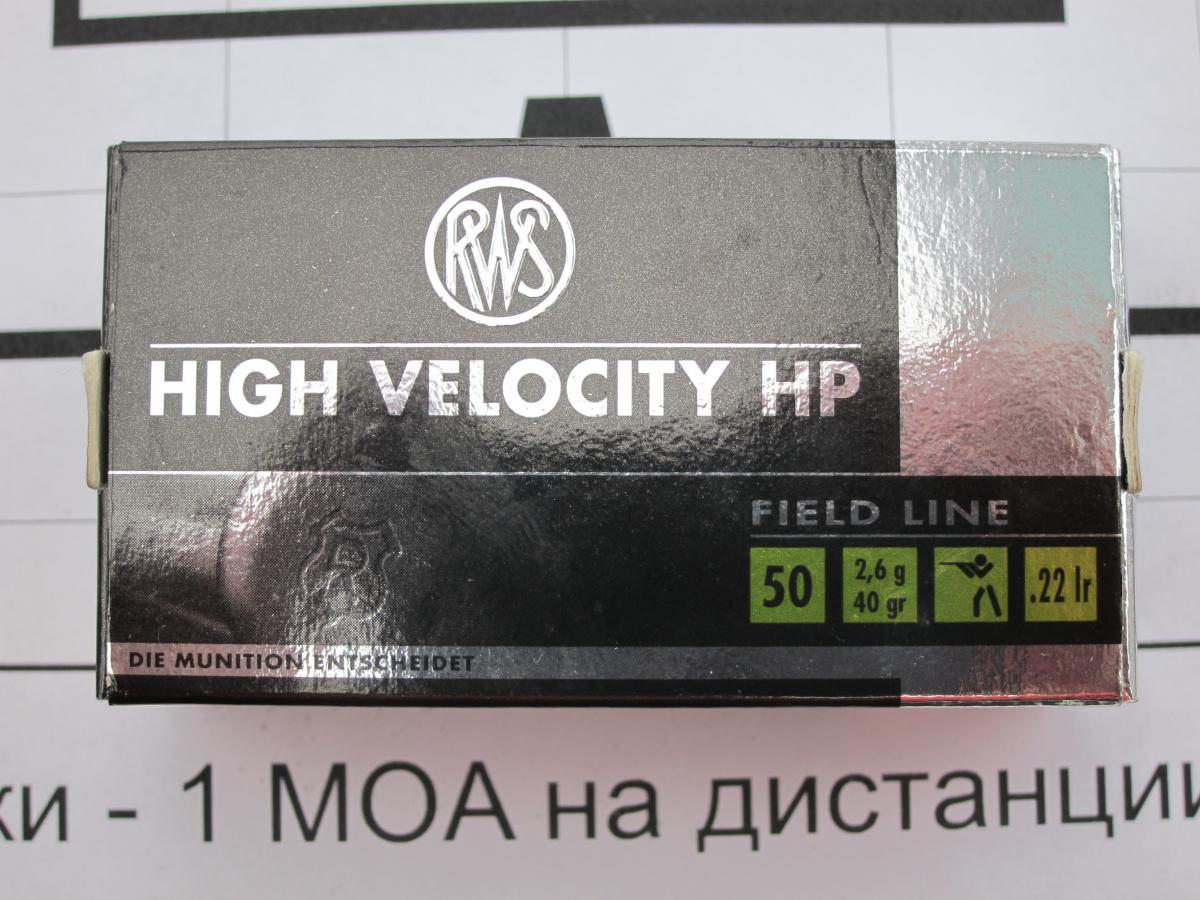 RWS
HIGH VELOCITY HP
FIELD LINE
50
2,6 g
40 gr
.22 lr
R
DIE MUNITION ENTSCHEIDET
ки - 1 МОА на дистанции